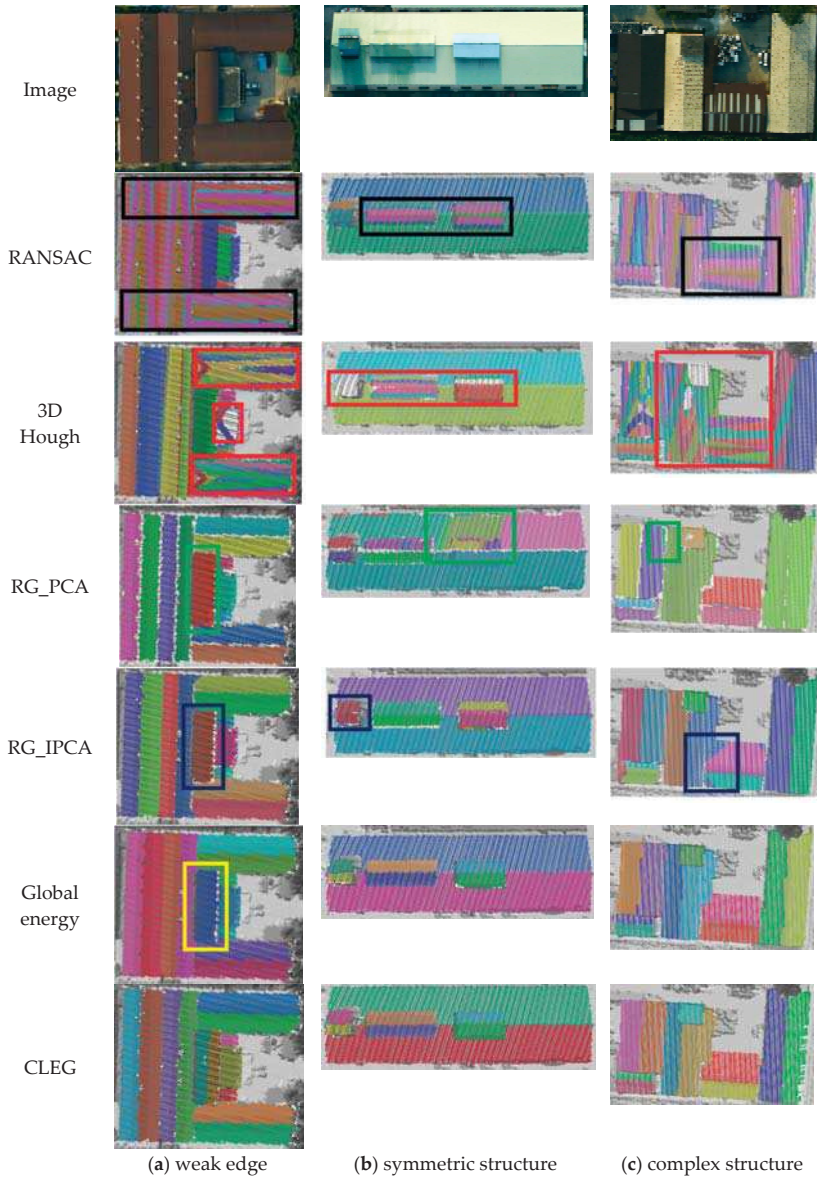 Image
RANSAC
3D
Hough
RG_PCA
RG_IPCA
Global
energy
CLEG
(a) weak edge
(b) symmetric structure
(c) complex structure